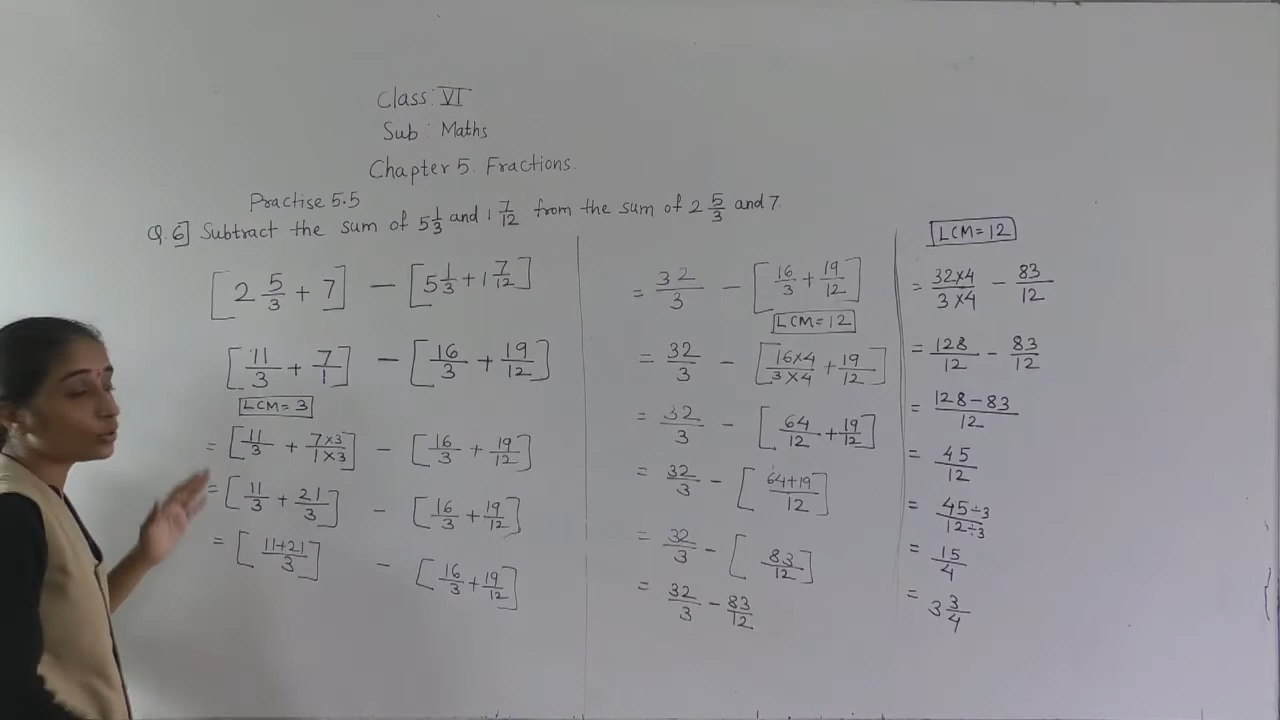 Class: VI
Sub : Maths
Chapter 5. Fractions.
Practise 5.5
Q.6] Subtract the sum of 5 1/3 and 1 7/12 from the sum of 2 5/3 and 7
[2 5/3 + 7] - [5 1/3 + 1 7/12]
[11/3 + 7/1] - [16/3 + 19/12]
LCM = 3
= [11/3 + 7×3/1×3] - [16/3 + 19/12]
= [11/3 + 21/3] - [16/3 + 19/12]
= [11+21/3] - [16/3 + 19/12]
= 32/3 - [16/3 + 19/12]
LCM = 12
= 32/3 - [16×4/3×4 + 19/12]
= 32/3 - [64/12 + 19/12]
= 32/3 - [64+19/12]
= 32/3 - [83/12]
= 32/3 - 83/12
LCM = 12
= 32×4/3×4 - 83/12
= 128/12 - 83/12
= 128-83/12
= 45/12
= 45÷3/12÷3
= 15/4
= 3 3/4